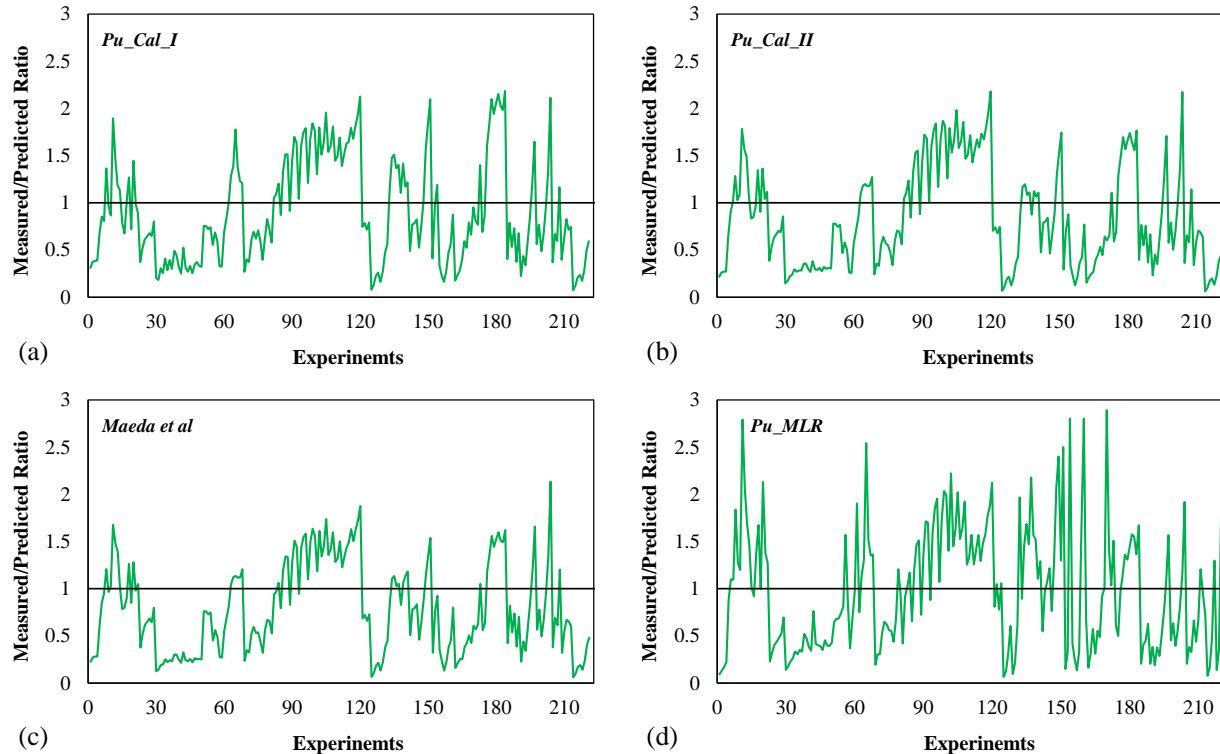 Pu_Cal_I
Measured/Predicted Ratio
3
2.5
2
1.5
1
0.5
0
0 30 60 90 120 150 180 210
(a)
Experinemts
Pu_Cal_II
Measured/Predicted Ratio
3
2.5
2
1.5
1
0.5
0
0 30 60 90 120 150 180 210
(b)
Experinemts
Maeda et al
Measured/Predicted Ratio
3
2.5
2
1.5
1
0.5
0
0 30 60 90 120 150 180 210
(c)
Experinemts
Pu_MLR
Measured/Predicted Ratio
3
2.5
2
1.5
1
0.5
0
0 30 60 90 120 150 180 210
(d)
Experinemts